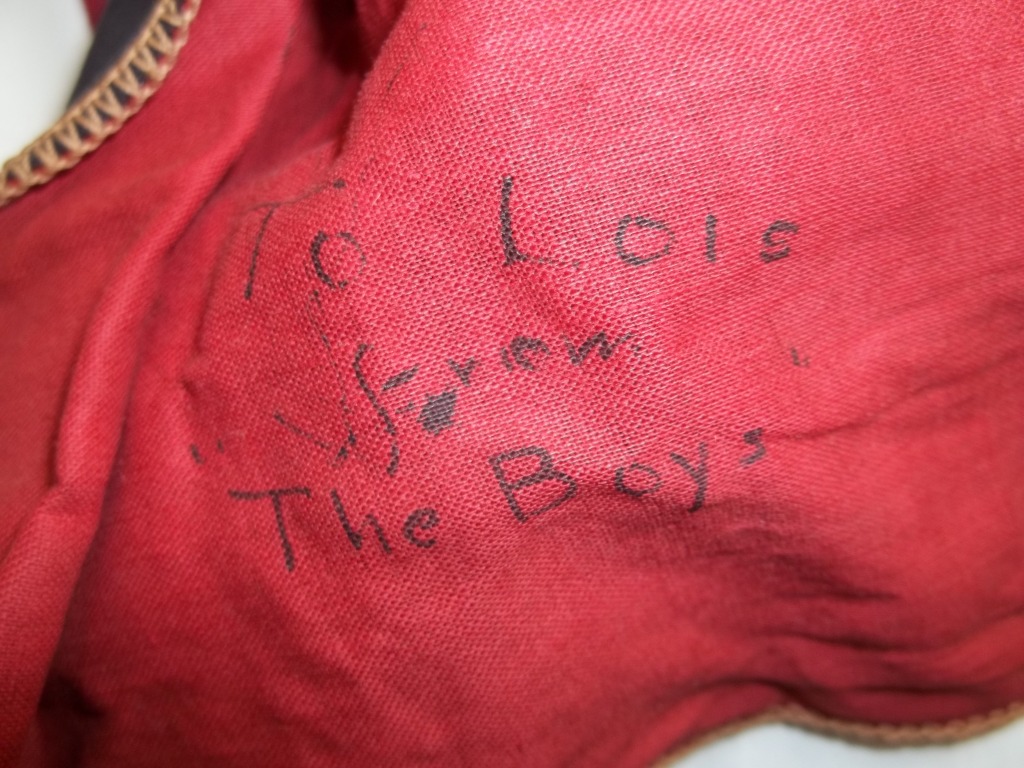 To Lois
From
The Boys